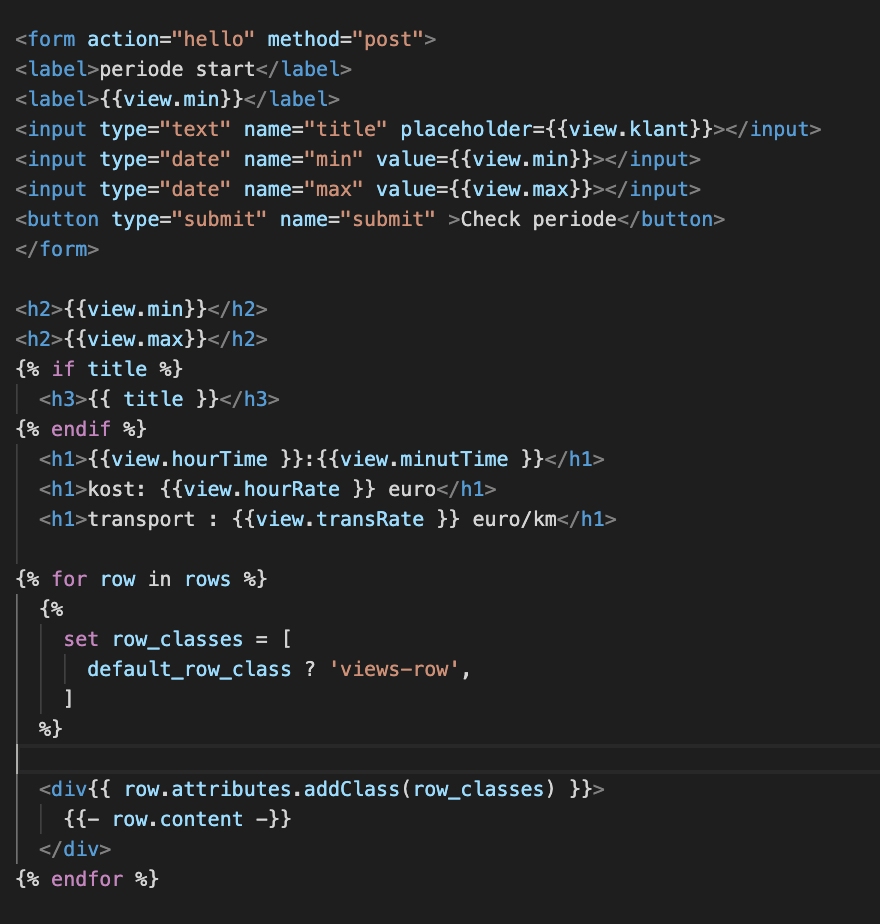 <form action="hello" method="post">
<label>periode start</label>
<label>{{view.min}}</label>
<input type="text" name="title" placeholder={{view.klant}}></input>
<input type="date" name="min" value={{view.min}}></input>
<input type="date" name="max" value={{view.max}}></input>
<button type="submit" name="submit" >Check periode</button>
</form>

<h2>{{view.min}}</h2>
<h2>{{view.max}}</h2>
{% if title %}
  <h3>{{ title }}</h3>
{% endif %}
  <h1>{{view.hourTime }}:{{view.minutTime }}</h1>
  <h1>kost: {{view.hourRate }} euro</h1>
  <h1>transport : {{view.transRate }} euro/km</h1>

{% for row in rows %}
  {%
    set row_classes = [
      default_row_class ? 'views-row',
    ]
  %}

  <div{{ row.attributes.addClass(row_classes) }}>
    {{- row.content -}}
  </div>
{% endfor %}